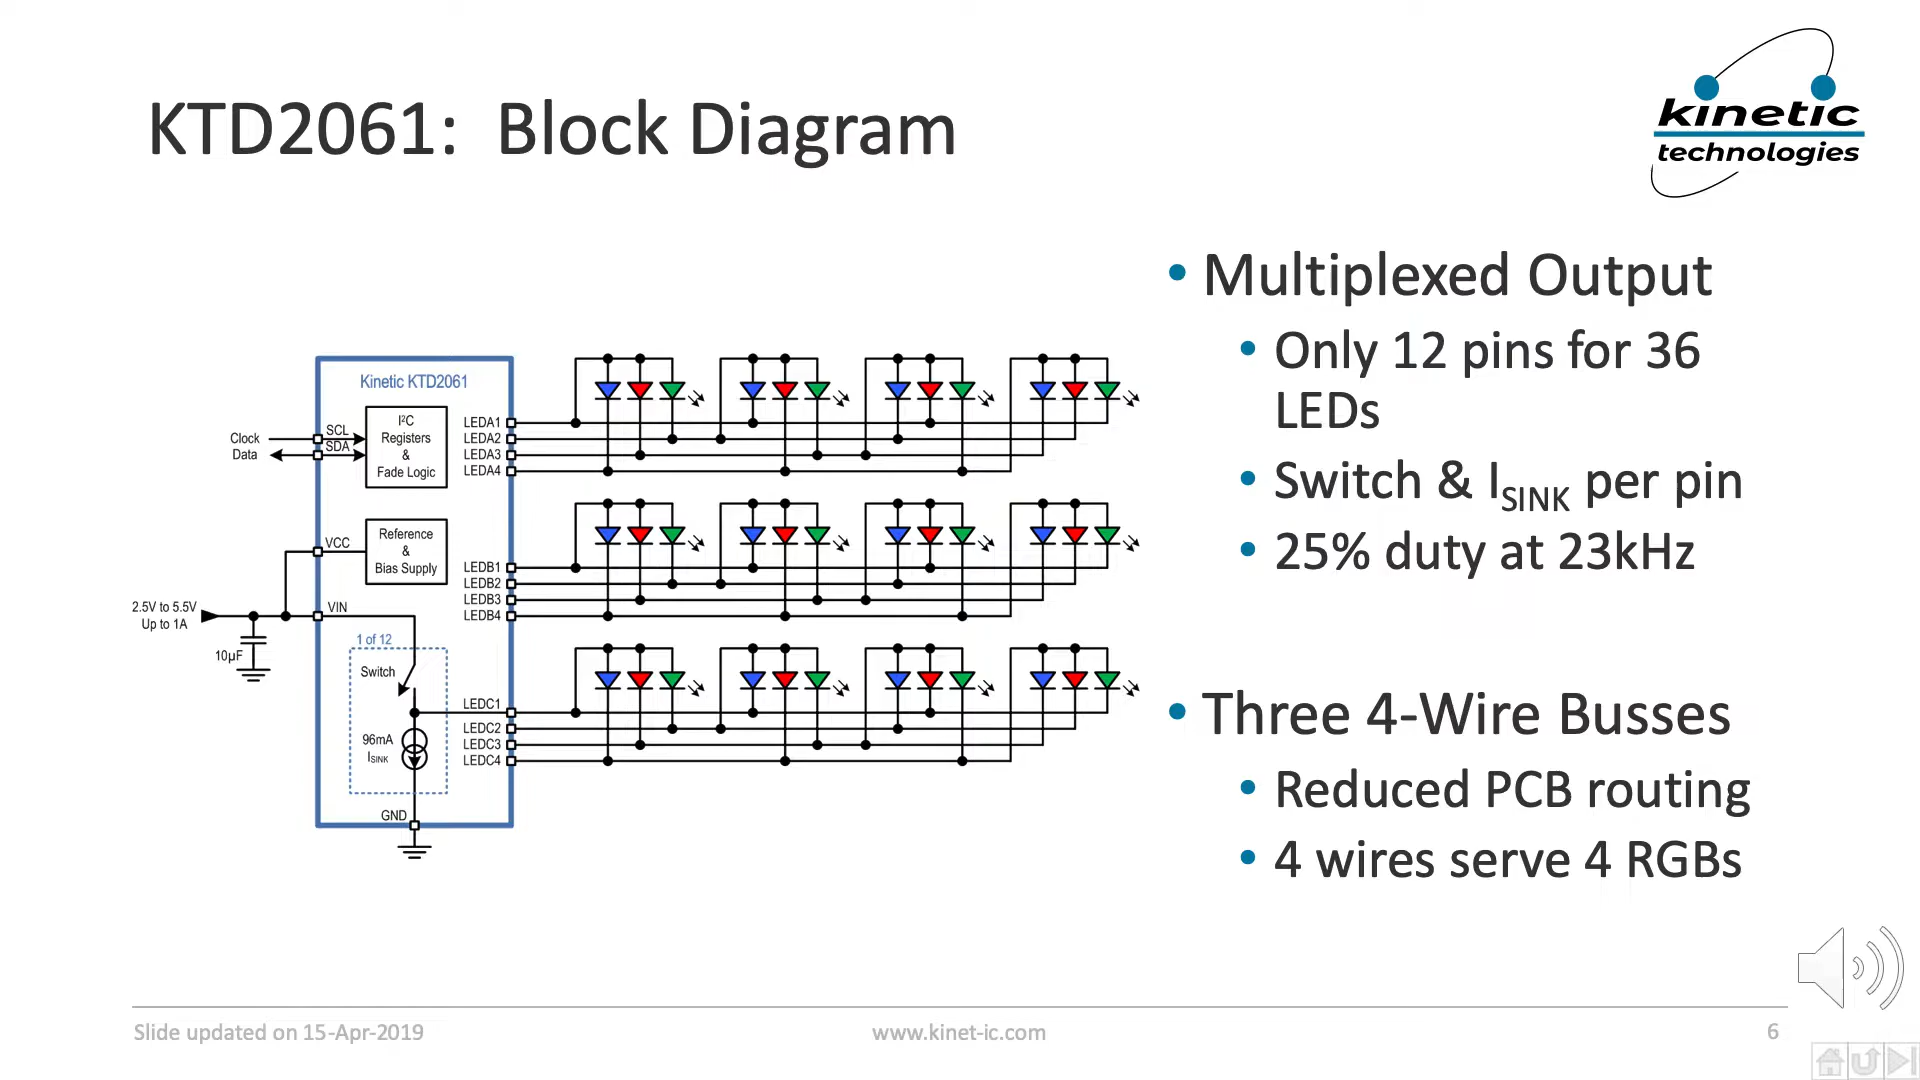 KTD2061: Block Diagram
kinetic
technologies
Kinetic KTD2061
I²C
Registers
&
Fade Logic
Clock
Data
SCL
SDA
LEDA1
LEDA2
LEDA3
LEDA4
Reference
&
Bias Supply
VCC
LEDB1
LEDB2
LEDB3
LEDB4
2.5V to 5.5V
Up to 1A
VIN
10µF
1 of 12
Switch
96mA
ISINK
LEDC1
LEDC2
LEDC3
LEDC4
GND
• Multiplexed Output
• Only 12 pins for 36
LEDs
• Switch & ISINK per pin
• 25% duty at 23kHz
• Three 4-Wire Busses
• Reduced PCB routing
• 4 wires serve 4 RGBs
Slide updated on 15-Apr-2019
www.kinet-ic.com
6